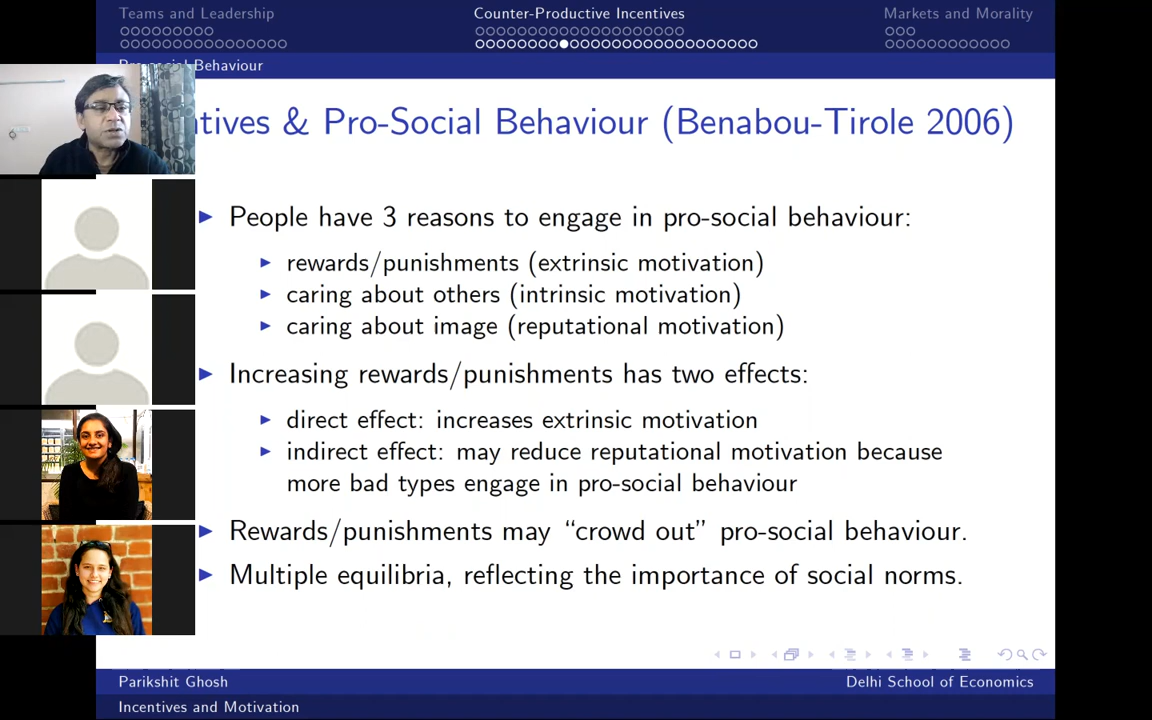 Teams and Leadership
Counter-Productive Incentives
Markets and Morality
Behaviour
& Pro-Social Behaviour (Benabou-Tirole 2006)
People have 3 reasons to engage in pro-social behaviour:
rewards/punishments (extrinsic motivation)
caring about others (intrinsic motivation)
caring about image (reputational motivation)
Increasing rewards/punishments has two effects:
direct effect: increases extrinsic motivation
indirect effect: may reduce reputational motivation because
more bad types engage in pro-social behaviour
Rewards/punishments may “crowd out” pro-social behaviour.
Multiple equilibria, reflecting the importance of social norms.
Parikshit Ghosh
Delhi School of Economics
Incentives and Motivation